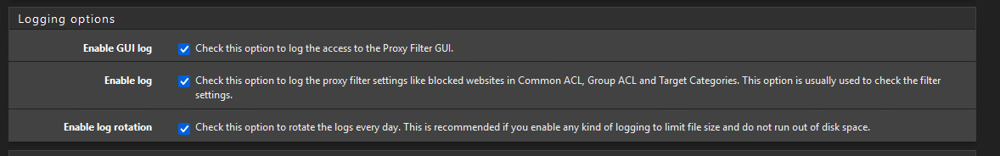 Logging options
Enable GUI log Check this option to log the access to the Proxy Filter GUI.
Enable log Check this option to log the proxy filter settings like blocked websites in Common ACL, Group ACL and Target Categories. This option is usually used to check the filter
settings.
Enable log rotation Check this option to rotate the logs every day. This is recommended if you enable any kind of logging to limit file size and do not run out of disk space.